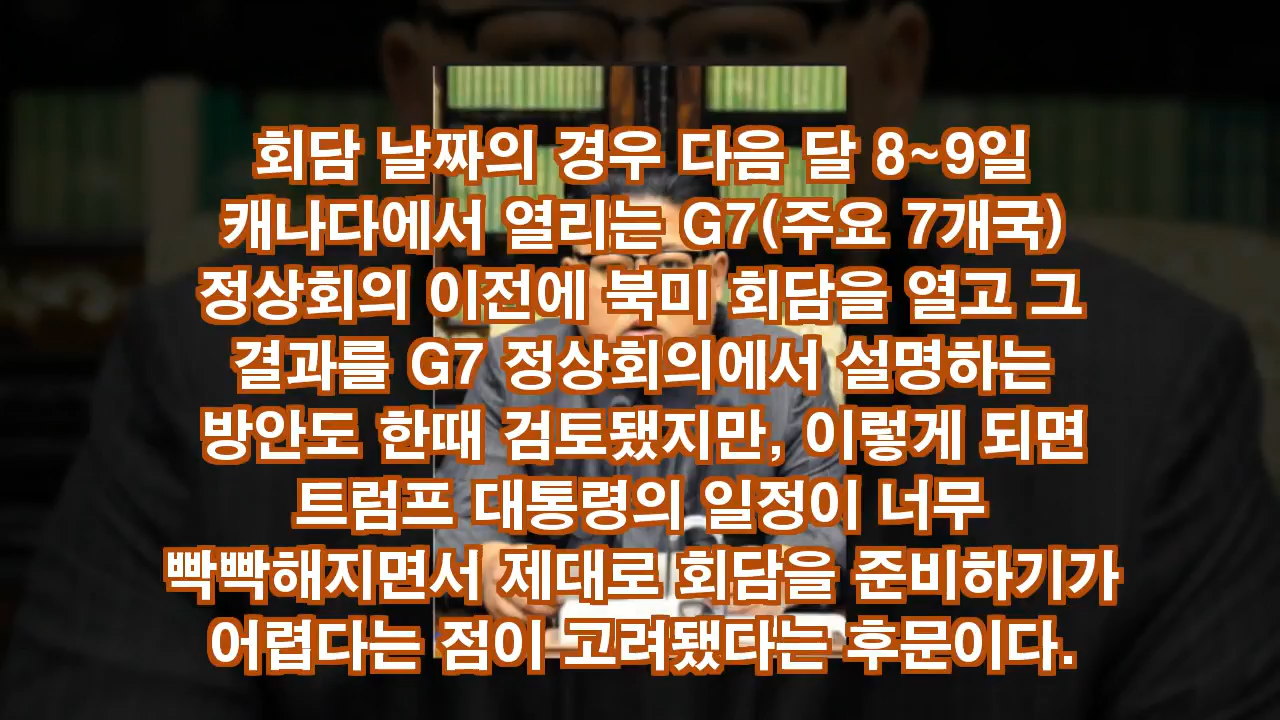 회담 날짜의 경우 다음 달 8~9일
캐나다에서 열리는 G7(주요 7개국)
정상회의 이전에 북미 회담을 열고 그
결과를 G7 정상회의에서 설명하는
방안도 한때 검토됐지만, 이렇게 되면
트럼프 대통령의 일정이 너무
빡빡해지면서 제대로 회담을 준비하기가
어렵다는 점이 고려됐다는 후문이다.